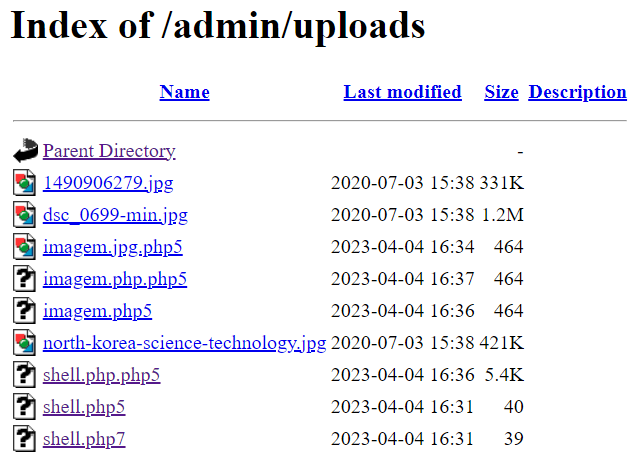 Index of /admin/uploads
Name Last modified Size Description
Parent Directory -
1490906279.jpg 2020-07-03 15:38 331K
dsc_0699-min.jpg 2020-07-03 15:38 1.2M
imagem.jpg.php5 2023-04-04 16:34 464
imagem.php.php5 2023-04-04 16:37 464
imagem.php5 2023-04-04 16:36 464
north-korea-science-technology.jpg 2020-07-03 15:38 421K
shell.php.php5 2023-04-04 16:36 5.4K
shell.php5 2023-04-04 16:31 40
shell.php7 2023-04-04 16:31 39